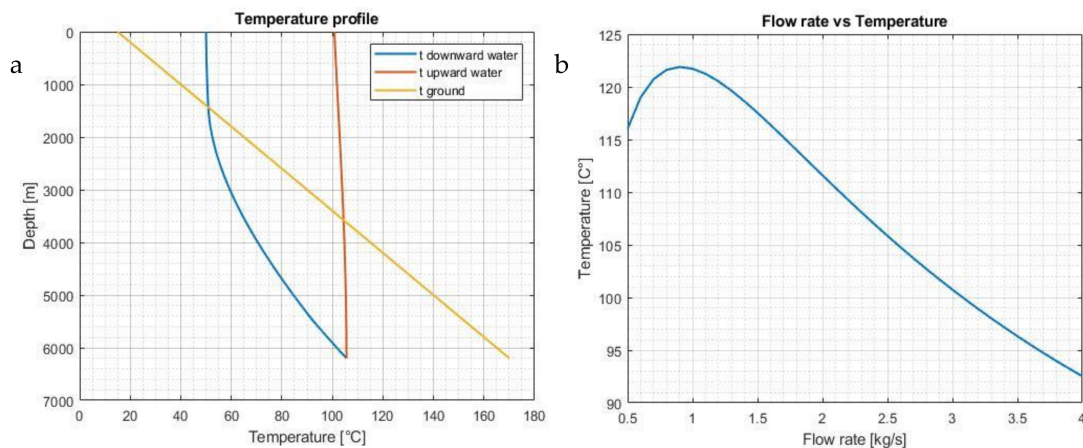 a
Temperature profile
0
1000
2000
3000
4000
5000
6000
7000
Depth [m]
0 20 40 60 80 100 120 140 160 180
Temperature [°C]
t downward water
t upward water
t ground
b
Flow rate vs Temperature
125
120
115
110
105
100
95
90
Temperature [C°]
0.5 1 1.5 2 2.5 3 3.5 4
Flow rate [kg/s]